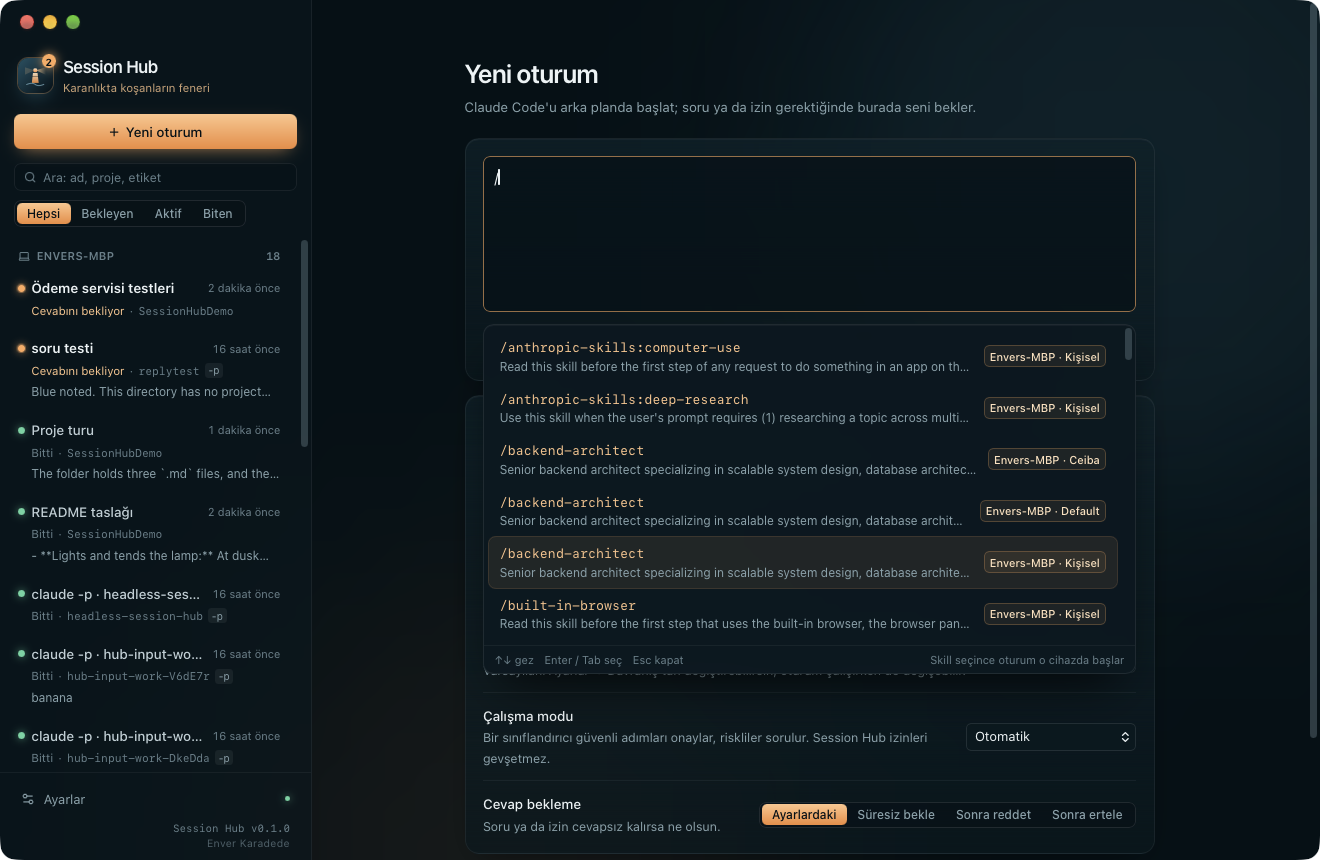 2
Session Hub
Karanlıkta koşanların feneri
+ Yeni oturum
Ara: ad, proje, etiket
Hepsi Bekleyen Aktif Biten
ENVERS-MBP 18
Ödeme servisi testleri 2 dakika önce
Cevabını bekliyor · SessionHubDemo
soru testi 16 saat önce
Cevabını bekliyor · replytest -p
Blue noted. This directory has no project…
Proje turu 1 dakika önce
Bitti · SessionHubDemo
The folder holds three `.md` files, and the…
README taslağı 2 dakika önce
Bitti · SessionHubDemo
- **Lights and tends the lamp:** At dusk…
claude -p · headless-ses… 16 saat önce
Bitti · headless-session-hub -p
claude -p · hub-input-wo… 16 saat önce
Bitti · hub-input-work-V6dE7r -p
banana
claude -p · hub-input-wo… 16 saat önce
Bitti · hub-input-work-DkeDda -p
Ayarlar
Session Hub v0.1.0
Enver Karadede
Yeni oturum
Claude Code'u arka planda başlat; soru ya da izin gerektiğinde burada seni bekler.
/
/anthropic-skills:computer-use
Read this skill before the first step of any request to do something in an app on th… Envers-MBP · Kişisel
/anthropic-skills:deep-research
Use this skill when the user's prompt requires (1) researching a topic across multi… Envers-MBP · Kişisel
/backend-architect
Senior backend architect specializing in scalable system design, database architec… Envers-MBP · Ceiba
/backend-architect
Senior backend architect specializing in scalable system design, database archit… Envers-MBP · Default
/backend-architect
Senior backend architect specializing in scalable system design, database archite… Envers-MBP · Kişisel
/built-in-browser
Read this skill before the first step that uses the built-in browser, the browser pan… Envers-MBP · Kişisel
↑↓ gez Enter / Tab seç Esc kapat Skill seçince oturum o cihazda başlar
Çalışma modu
Bir sınıflandırıcı güvenli adımları onaylar, riskliler sorulur. Session Hub izinleri
gevşetmez.
Otomatik
Cevap bekleme
Soru ya da izin cevapsız kalırsa ne olsun.
Ayarlardaki Süresiz bekle Sonra reddet Sonra ertele